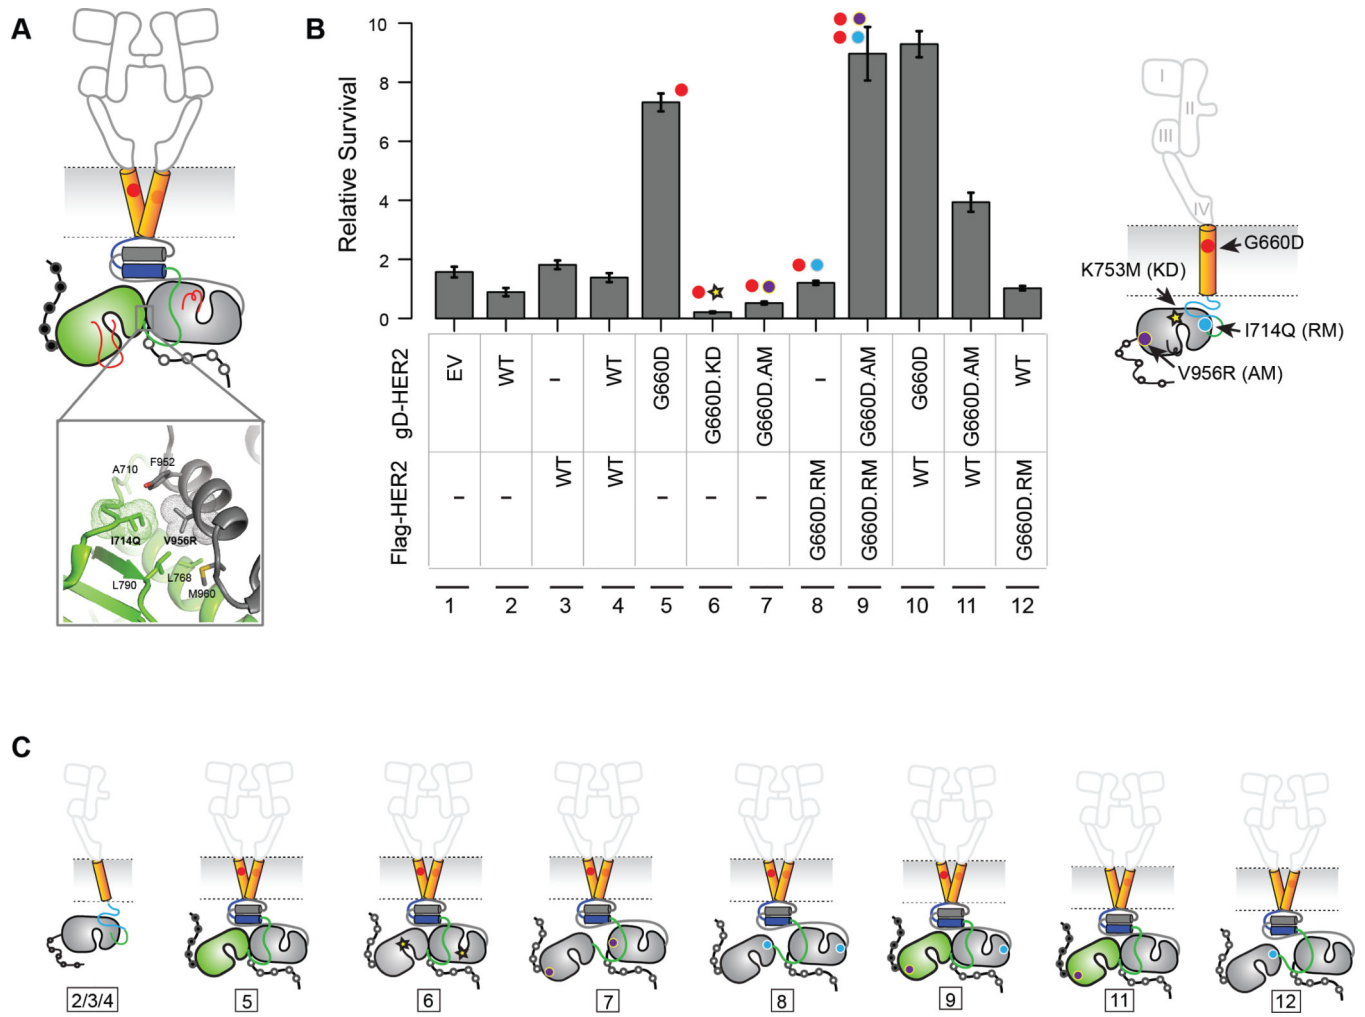 A
B
10
8
6
4
2
0
Relative Survival
I
II
III
IV
G660D
K753M (KD)
I714Q (RM)
V956R (AM)
A710
F952
I714Q
V956R
L790
L768
M960
gD-HER2
EV
WT
–
WT
G660D
G660D.KD
G660D.AM
–
G660D.AM
G660D
G660D.AM
WT
Flag-HER2
–
–
WT
WT
–
–
–
G660D.RM
G660D.RM
WT
WT
G660D.RM
1 2 3 4 5 6 7 8 9 10 11 12
C
2/3/4 5 6 7 8 9 11 12